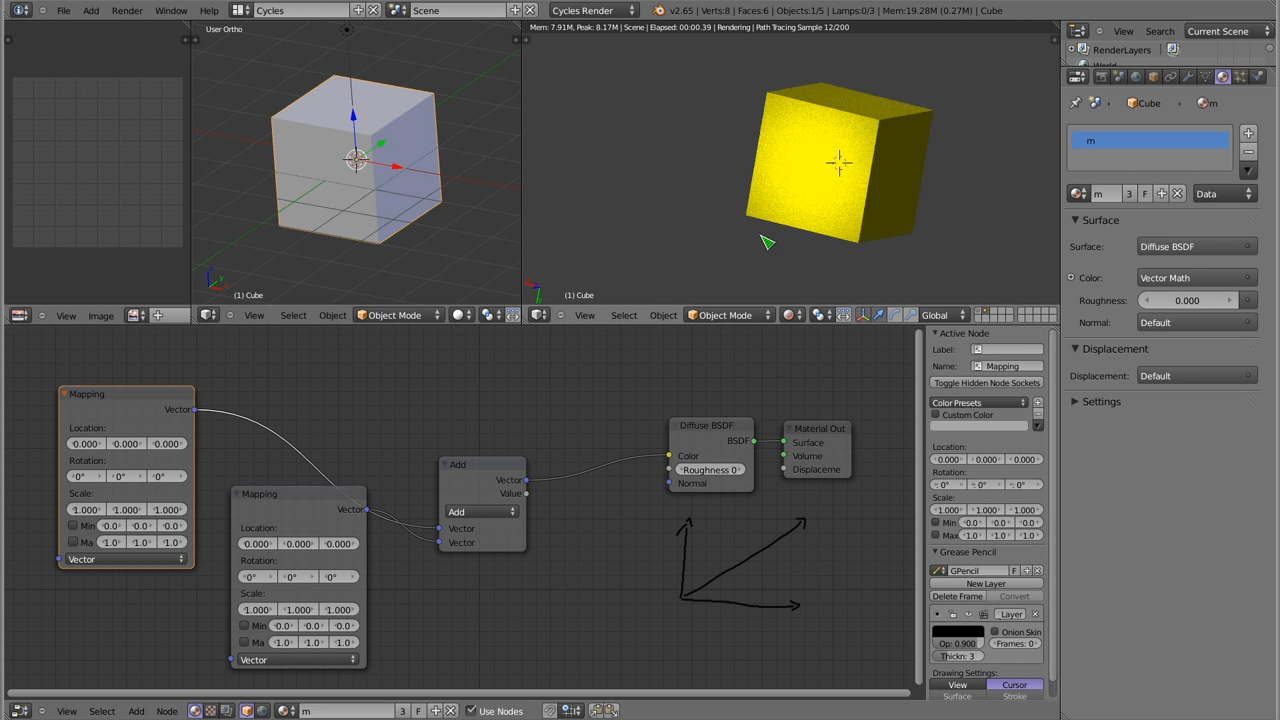 File Add Render Window Help Cycles Scene Cycles Render v2.65 | Verts:8 | Faces:6 | Objects:1/5 | Lamps:0/3 | Mem:19.28M (0.27M) | Cube
User Ortho
Mem: 7.91M, Peak: 8.17M | Scene | Elapsed: 00:00.39 | Rendering | Path Tracing Sample 12/200
(1) Cube
(1) Cube
View Image
View Select Object Object Mode
View Select Object Object Mode Global
View Search Current Scene
RenderLayers
World
Cube m
m
m 3 F Data
Surface
Surface: Diffuse BSDF
Color: Vector Math
Roughness: 0.000
Normal: Default
Displacement
Displacement: Default
Settings
Mapping
Vector
Location:
0.000 0.000 0.000
Rotation:
0° 0° 0°
Scale:
1.000 1.000 1.000
Min 0.0 0.0 0.0
Ma 1.0 1.0 1.0
Vector
Mapping
Vector
Location:
0.000 0.000 0.000
Rotation:
0° 0° 0°
Scale:
1.000 1.000 1.000
Min 0.0 0.0 0.0
Ma 1.0 1.0 1.0
Vector
Add
Vector
Value
Add
Vector
Vector
Diffuse BSDF
BSDF
Color
Roughness 0
Normal
Material Out
Surface
Volume
Displaceme
Active Node
Label:
Name: Mapping
Toggle Hidden Node Sockets
Color Presets
Custom Color
Location:
0.000 0.000 0.000
Rotation:
: 0° : 0° : 0°
Scale:
1.000 1.000 1.000
Min 0.0 0.0 0.0
Max 1.0 1.0 1.0
Grease Pencil
GPencil F
New Layer
Delete Frame Convert
Layer
Onion Skin
Op: 0.900 Frames: 0
Thickn: 3
Drawing Settings:
View Cursor
Surface Stroke
View Select Add Node m 3 F Use Nodes